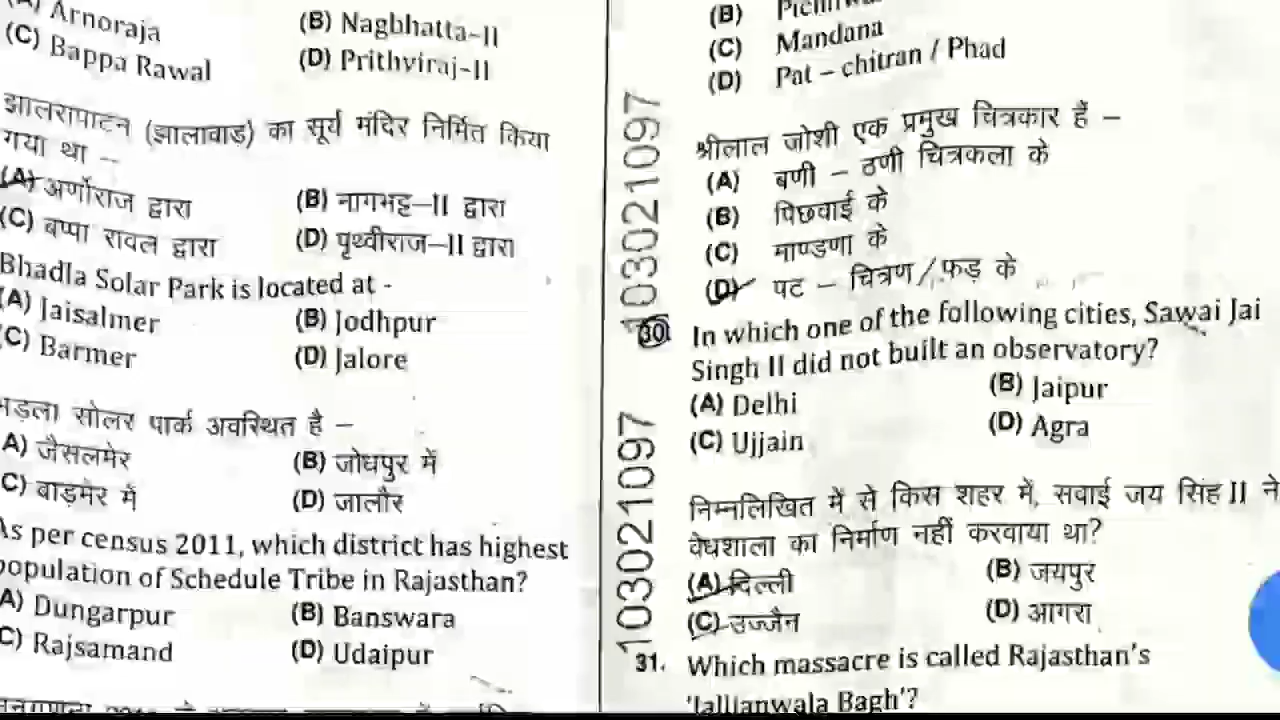 (A) Arnoraja
(B) Nagbhatta-II
(C) Bappa Rawal
(D) Prithviraj-II
झालरापाटन (झालावाड़) का सूर्य मंदिर निर्मित किया
गया था –
(A) अर्णोराज द्वारा
(B) नागभट्ट–II द्वारा
(C) बप्पा रावल द्वारा
(D) पृथ्वीराज–II द्वारा
Bhadla Solar Park is located at -
(A) Jaisalmer
(B) Jodhpur
(C) Barmer
(D) Jalore
भड़ला सोलर पार्क अवस्थित है –
A) जैसलमेर
(B) जोधपुर में
C) बाड़मेर में
(D) जालौर
As per census 2011, which district has highest
population of Schedule Tribe in Rajasthan?
A) Dungarpur
(B) Banswara
C) Rajsamand
(D) Udaipur
10302109​7
10302109​7
(B)
(C) Mandana
(D) Pat – chitran / Phad
श्रीलाल जोशी एक प्रमुख चित्रकार हैं –
(A) बणी – ठणी चित्रकला के
(B) पिछवाई के
(C) माण्डणा के
(D) पट – चित्रण / फड़ के
30 In which one of the following cities, Sawai Jai
Singh II did not built an observatory?
(A) Delhi
(B) Jaipur
(C) Ujjain
(D) Agra
निम्नलिखित में से किस शहर में, सवाई जय सिंह II ने
वेधशाला का निर्माण नहीं करवाया था?
(A) दिल्ली
(B) जयपुर
(C) उज्जैन
(D) आगरा
31. Which massacre is called Rajasthan's
'Jallianwala Bagh'?